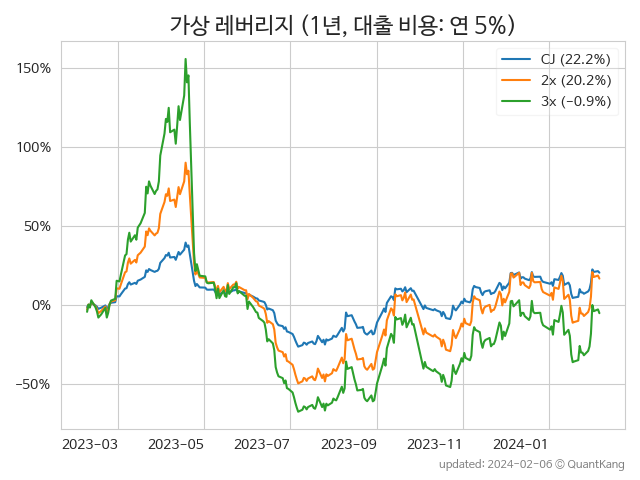 가상 레버리지 (1년, 대출 비용: 연 5%)
CJ (22.2%)
2x (20.2%)
3x (−0.9%)
150%
100%
50%
0%
−50%
2023-03 2023-05 2023-07 2023-09 2023-11 2024-01
updated: 2024-02-06 © QuantKang